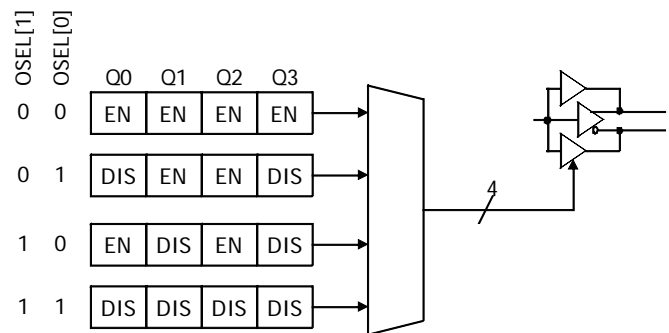 OSEL[1] OSEL[0]
Q0 Q1 Q2 Q3
0 0 EN EN EN EN
0 1 DIS EN EN DIS
4
1 0 EN DIS EN DIS
1 1 DIS DIS DIS DIS